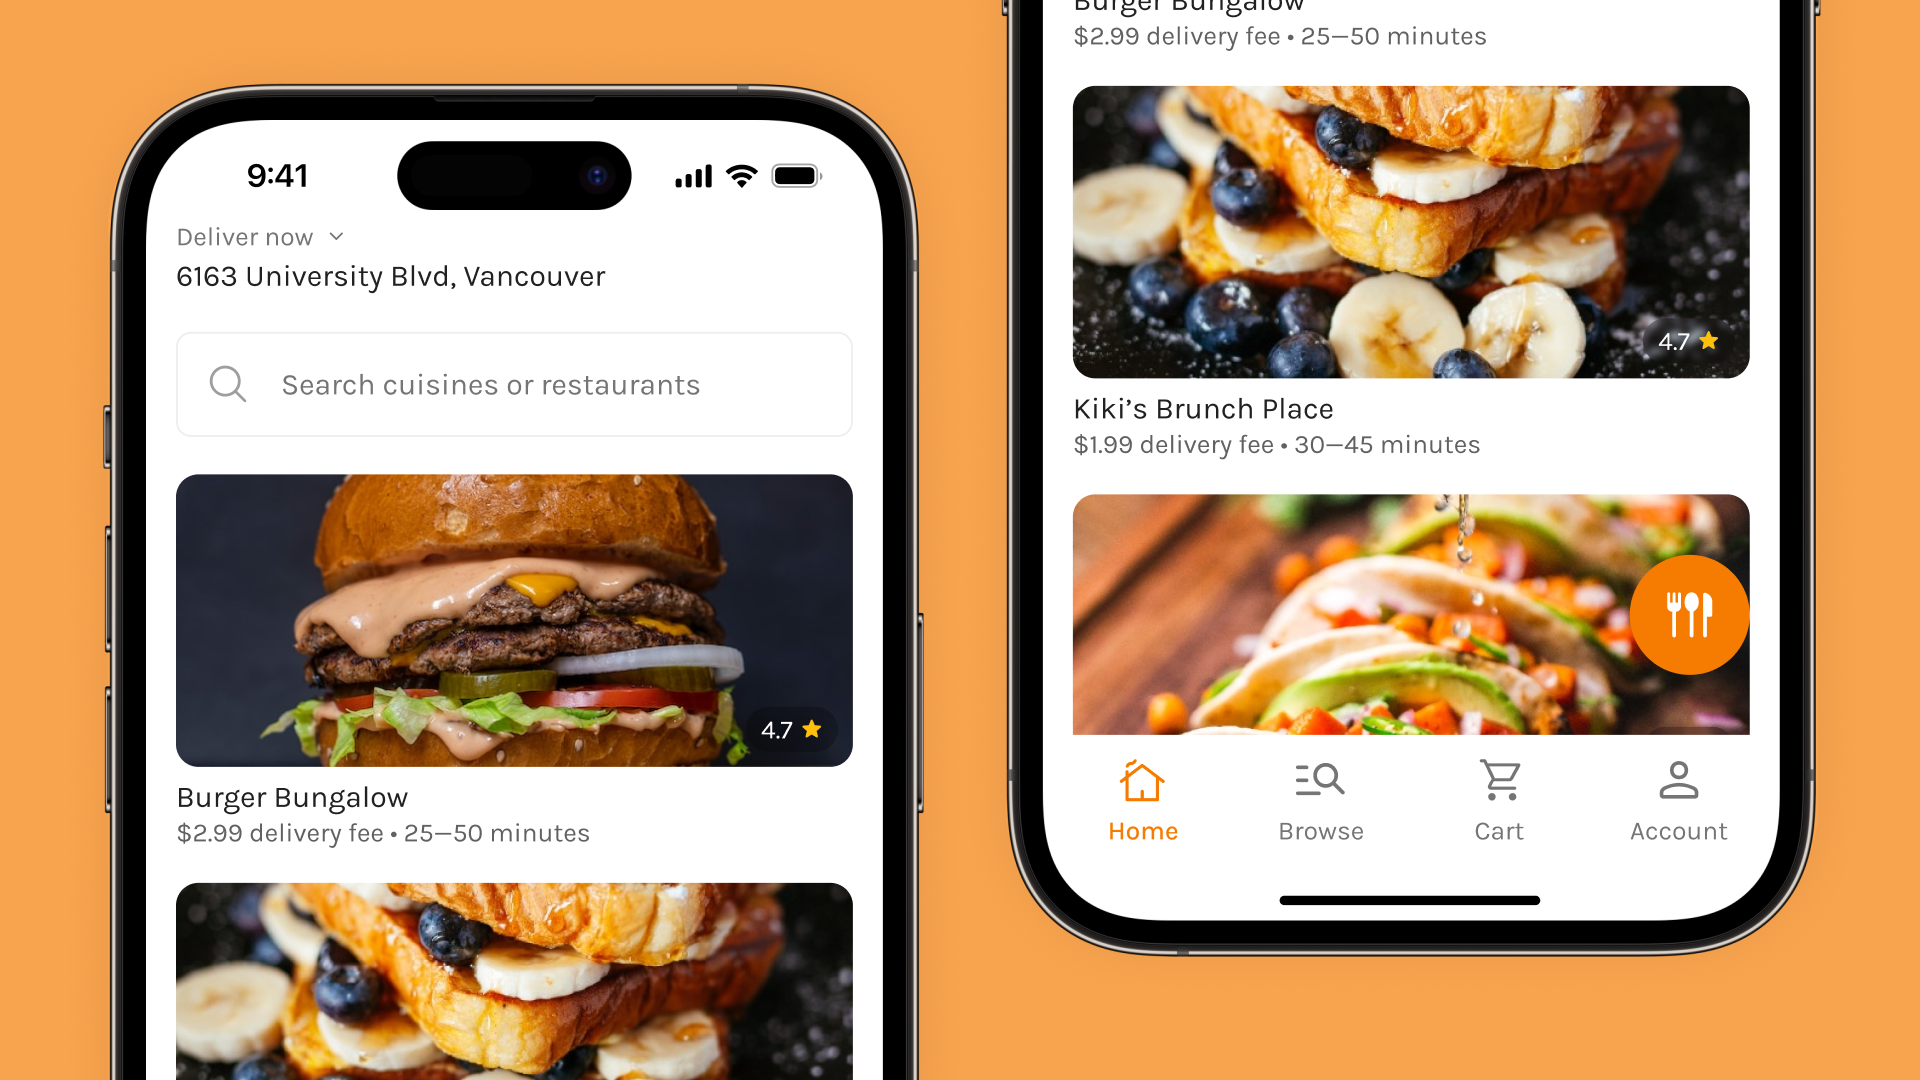 9:41
Deliver now
6163 University Blvd, Vancouver
Search cuisines or restaurants
4.7
Burger Bungalow
$2.99 delivery fee • 25—50 minutes
Burger Bungalow
$2.99 delivery fee • 25—50 minutes
4.7
Kiki’s Brunch Place
$1.99 delivery fee • 30—45 minutes
Home
Browse
Cart
Account